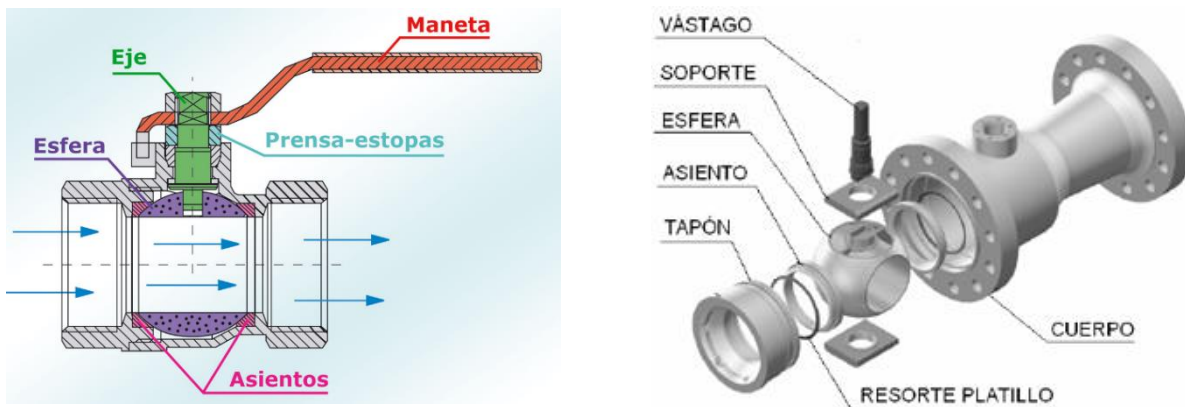 Maneta
Eje
Esfera
Prensa-estopas
Asientos
VÁSTAGO
SOPORTE
ESFERA
ASIENTO
TAPÓN
CUERPO
RESORTE PLATILLO